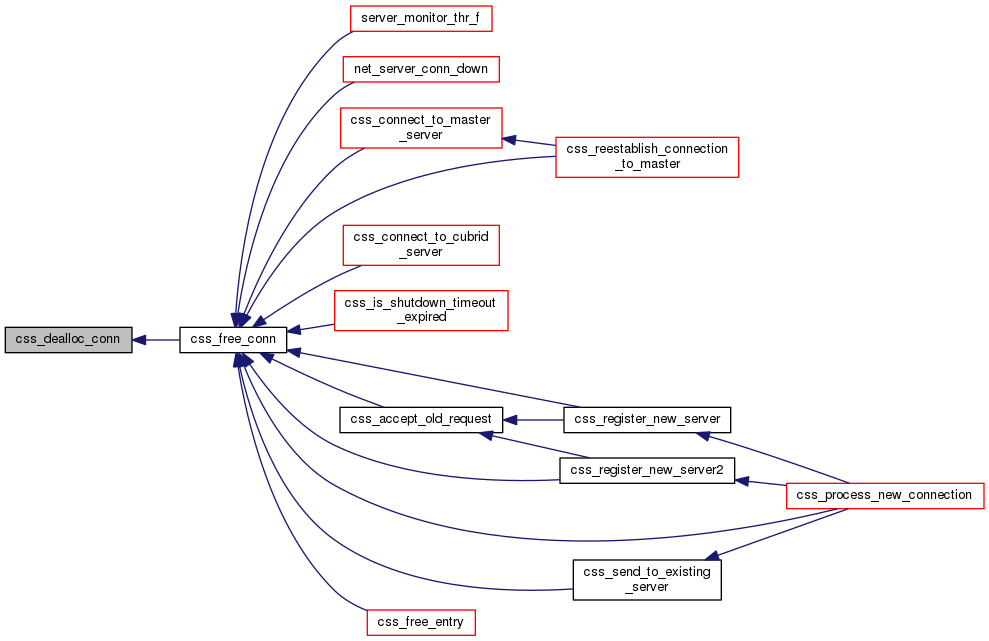 server_monitor_thr_f
net_server_conn_down
css_connect_to_master
_server
css_reestablish_connection
_to_master
css_connect_to_cubrid
_server
css_is_shutdown_timeout
_expired
css_dealloc_conn
css_free_conn
css_accept_old_request
css_register_new_server
css_register_new_server2
css_process_new_connection
css_send_to_existing
_server
css_free_entry